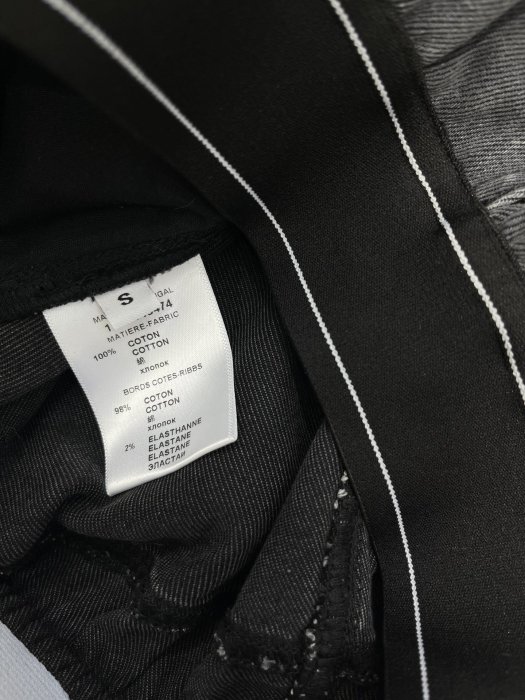 S
MATIERE-FABRIC
100% COTON
COTTON
棉
хлопок
BORDS COTES-RIBBS
98% COTON
COTTON
棉
хлопок
2% ELASTHANNE
ELASTANE
ELASTANE
ЭЛАСТАН